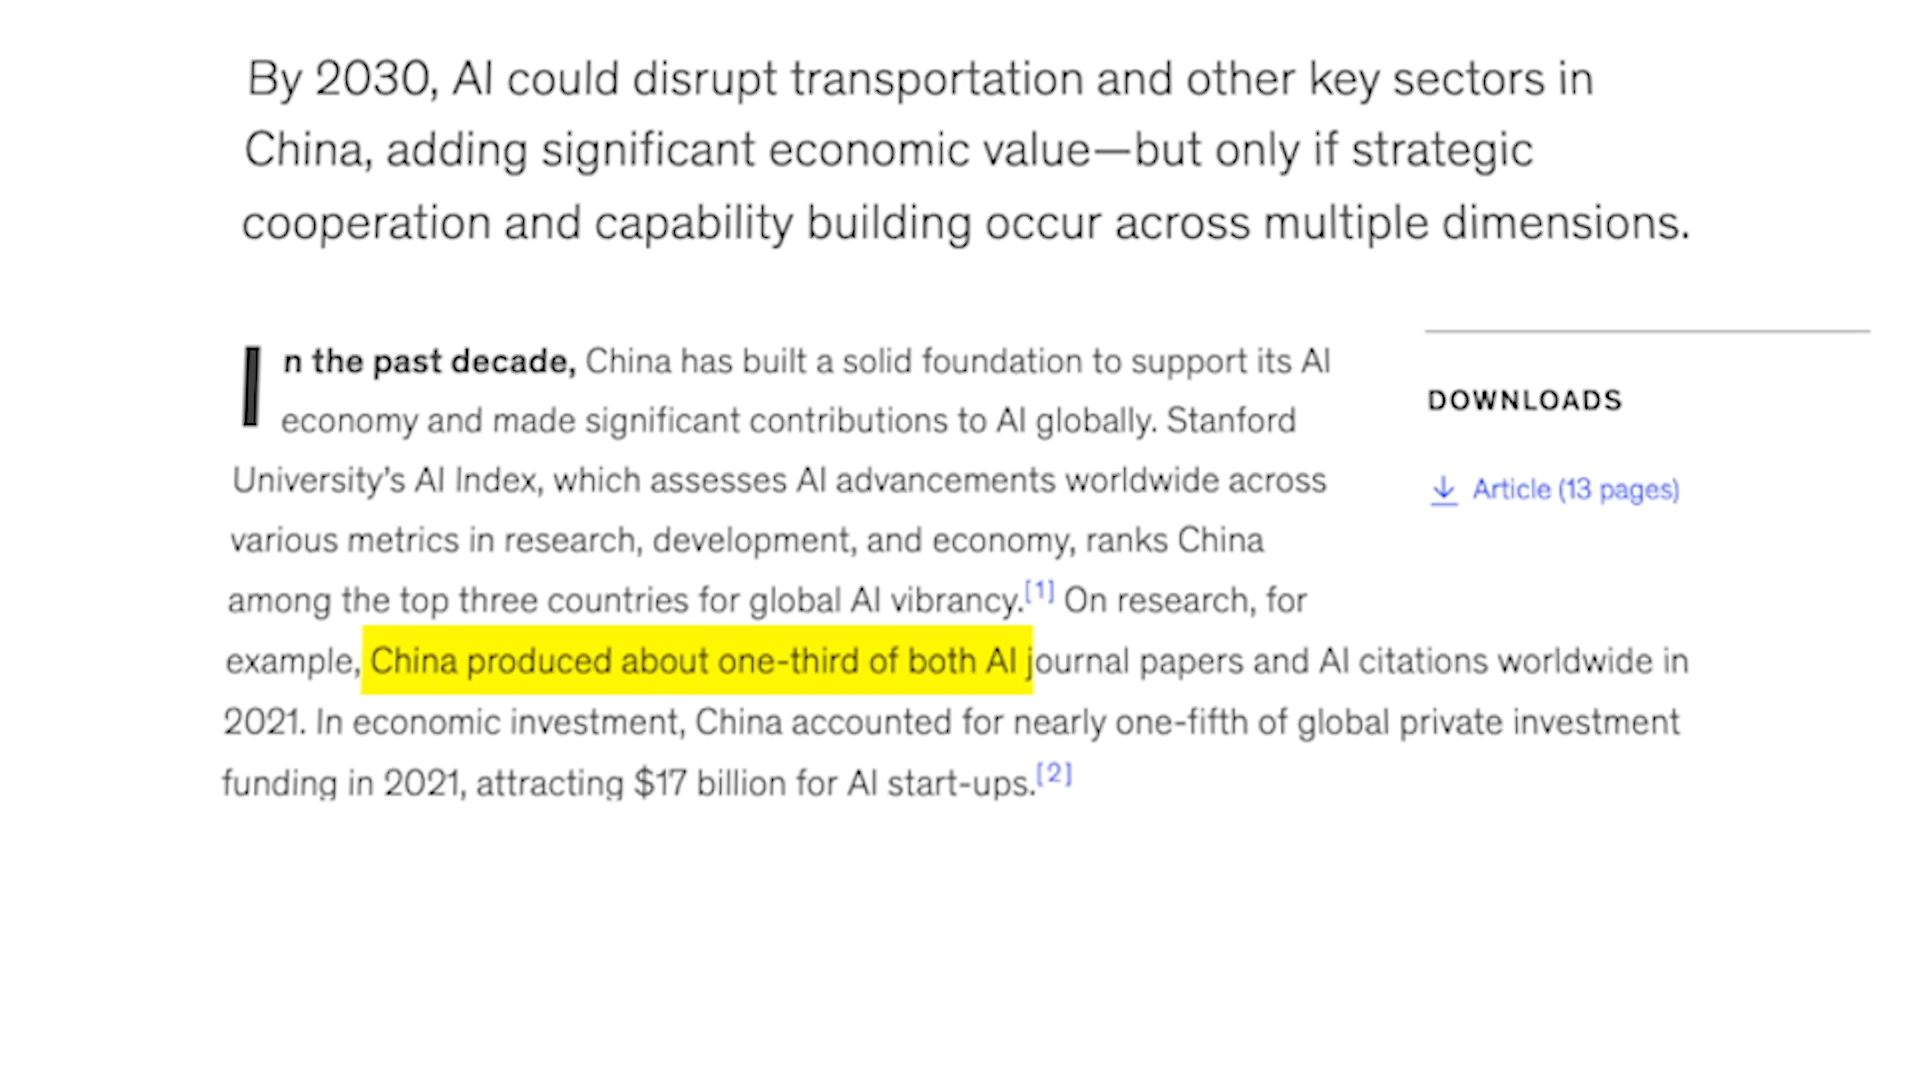 By 2030, AI could disrupt transportation and other key sectors in
China, adding significant economic value—but only if strategic
cooperation and capability building occur across multiple dimensions.
In the past decade, China has built a solid foundation to support its AI
economy and made significant contributions to AI globally. Stanford
University's AI Index, which assesses AI advancements worldwide across
various metrics in research, development, and economy, ranks China
among the top three countries for global AI vibrancy.[1] On research, for
example, China produced about one-third of both AI journal papers and AI citations worldwide in
2021. In economic investment, China accounted for nearly one-fifth of global private investment
funding in 2021, attracting $17 billion for AI start-ups.[2]
DOWNLOADS
Article (13 pages)